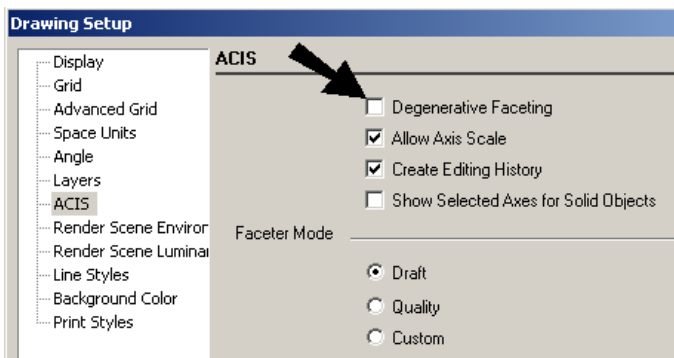 Drawing Setup
Display
Grid
Advanced Grid
Space Units
Angle
Layers
ACIS
Render Scene Environ
Render Scene Luminan
Line Styles
Background Color
Print Styles
ACIS
Degenerative Faceting
Allow Axis Scale
Create Editing History
Show Selected Axes for Solid Objects
Faceter Mode
Draft
Quality
Custom